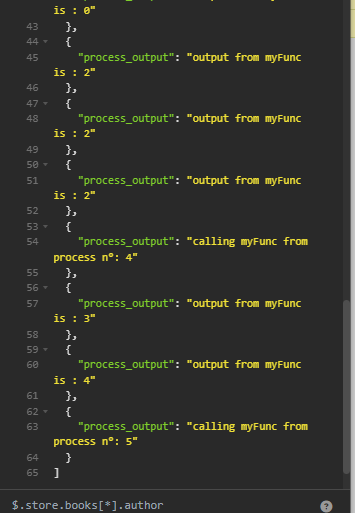 is : 0"
43 },
44 {
45 "process_output": "output from myFunc
is : 2"
46 },
47 {
48 "process_output": "output from myFunc
is : 2"
49 },
50 {
51 "process_output": "output from myFunc
is : 2"
52 },
53 {
54 "process_output": "calling myFunc from
process nº: 4"
55 },
56 {
57 "process_output": "output from myFunc
is : 3"
58 },
59 {
60 "process_output": "output from myFunc
is : 4"
61 },
62 {
63 "process_output": "calling myFunc from
process nº: 5"
64 }
65 ]
$.store.books[*].author
?